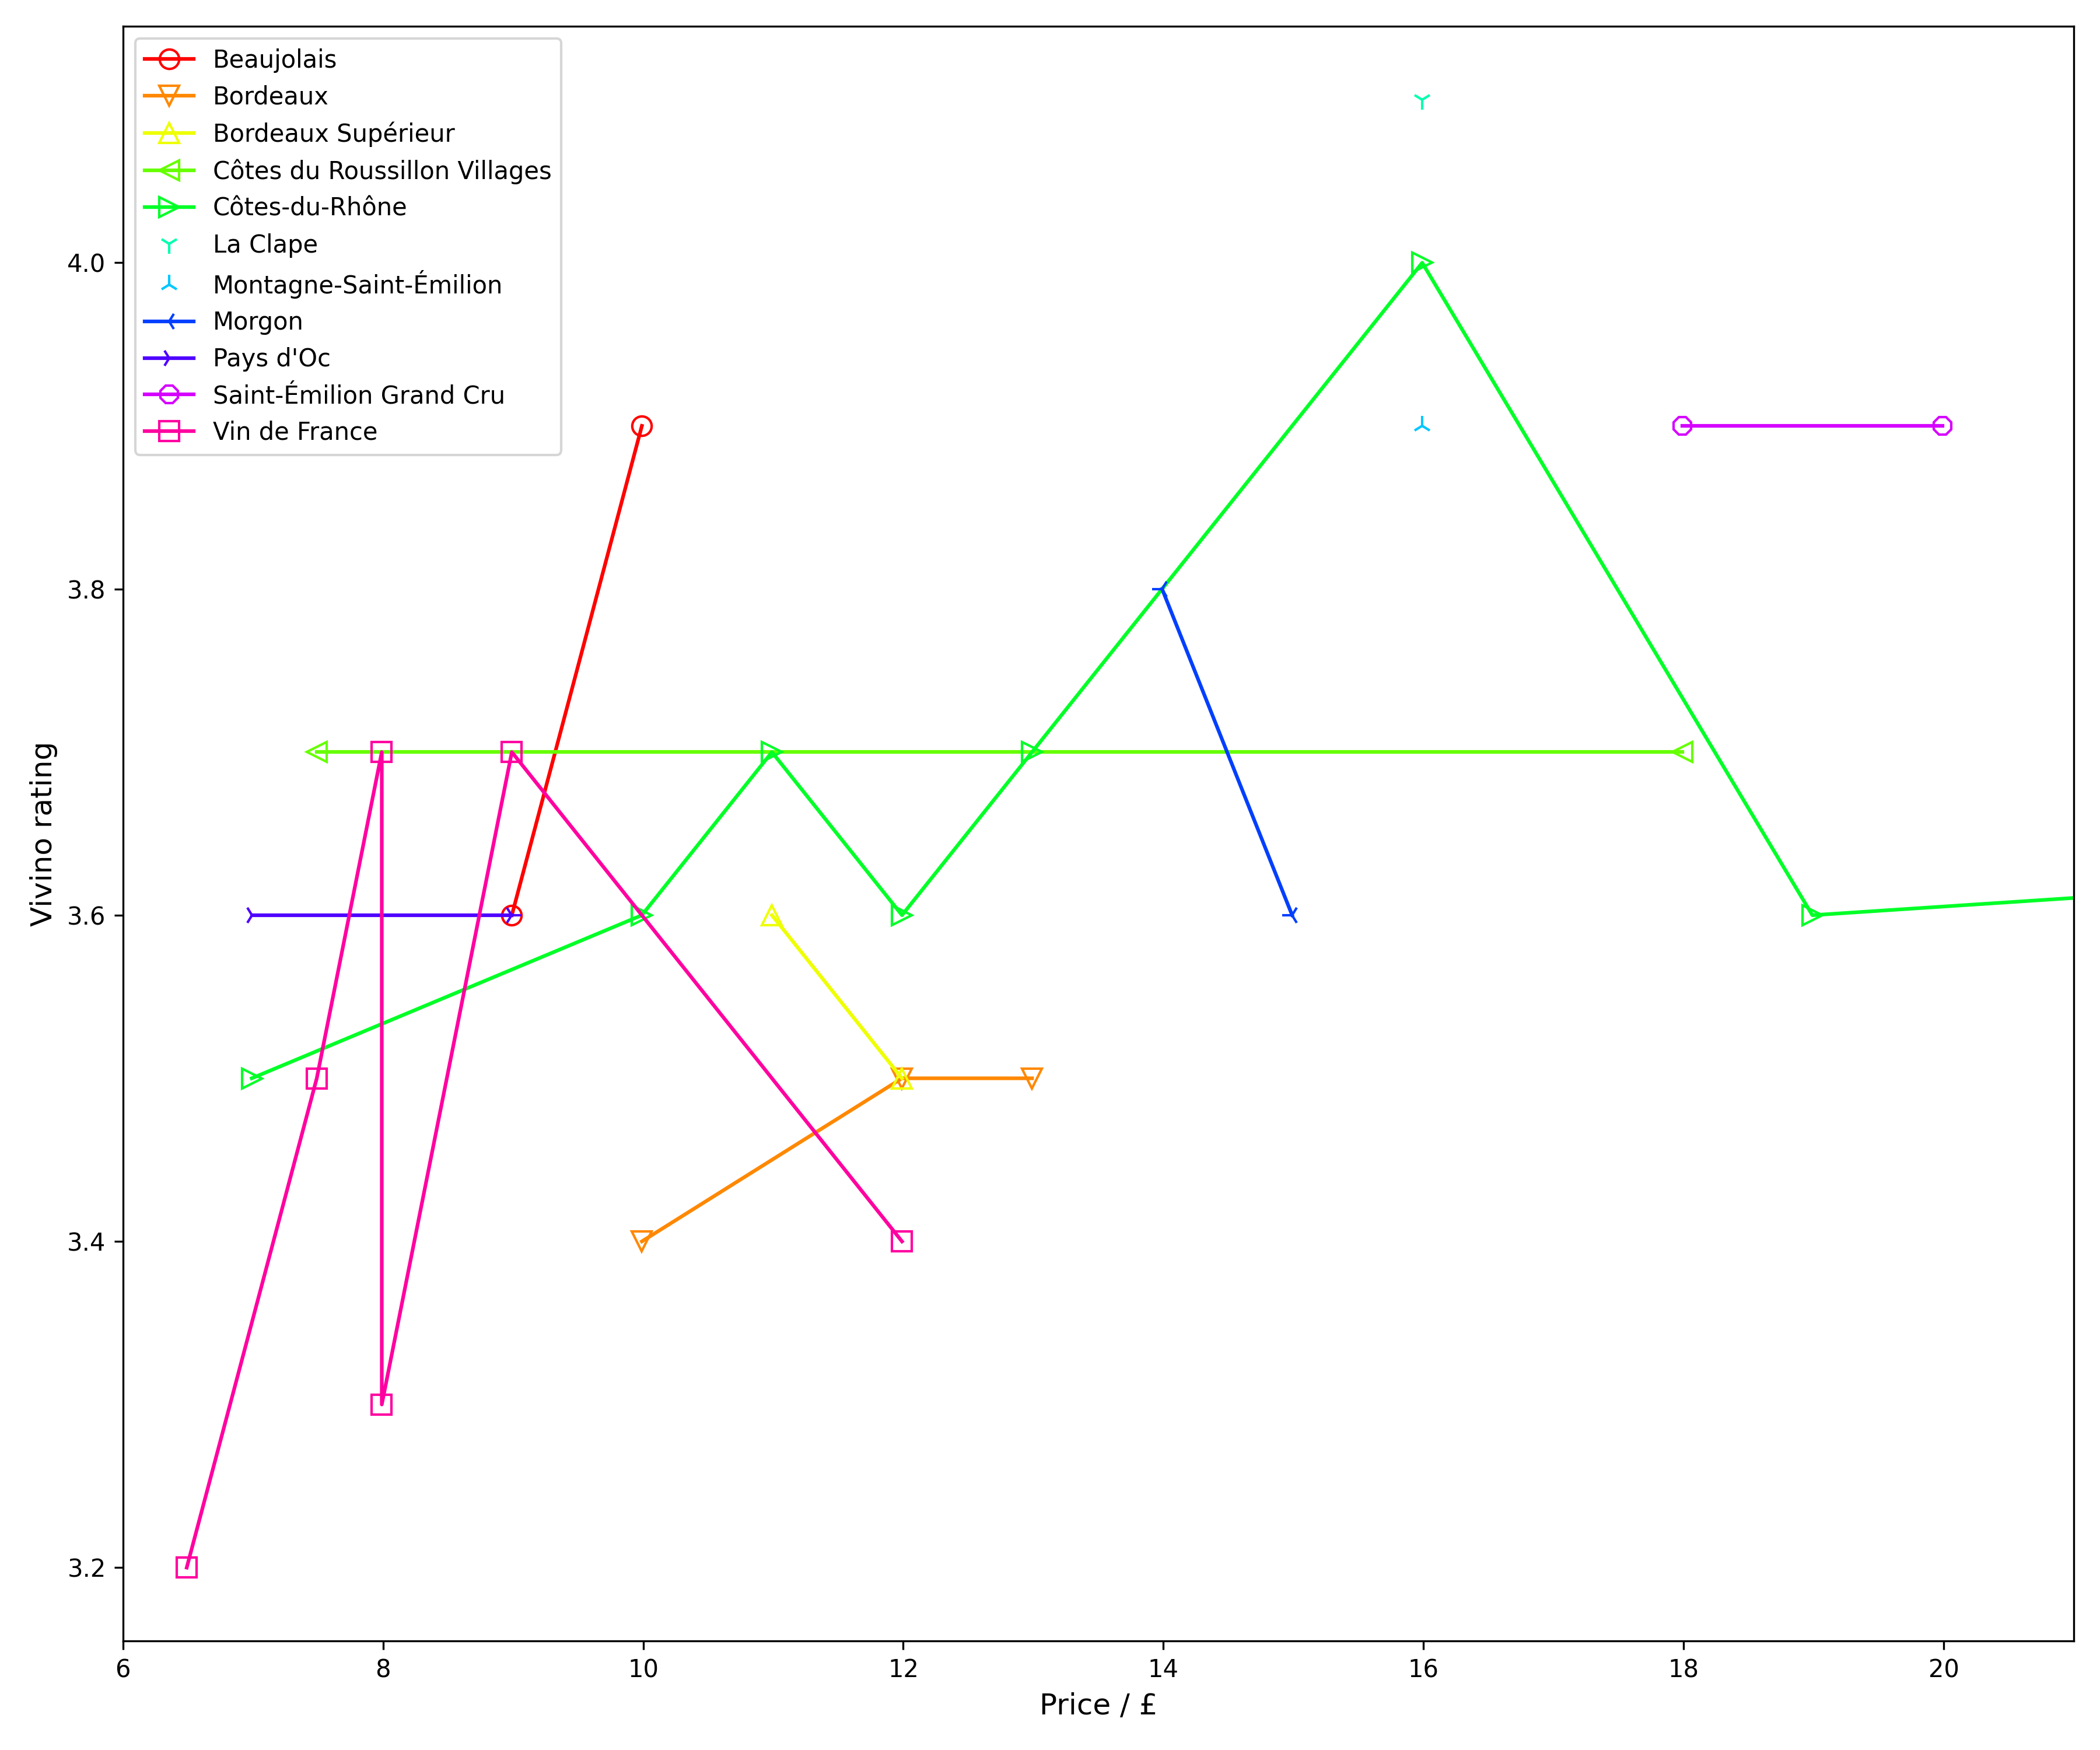 Beaujolais
Bordeaux
Bordeaux Supérieur
Côtes du Roussillon Villages
Côtes-du-Rhône
La Clape
Montagne-Saint-Émilion
Morgon
Pays d'Oc
Saint-Émilion Grand Cru
Vin de France
4.0
3.8
3.6
3.4
3.2
Vivino rating
6 8 10 12 14 16 18 20
Price / £